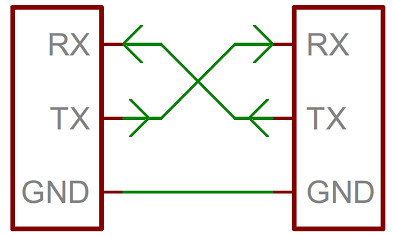 RX RX
TX TX
GND GND